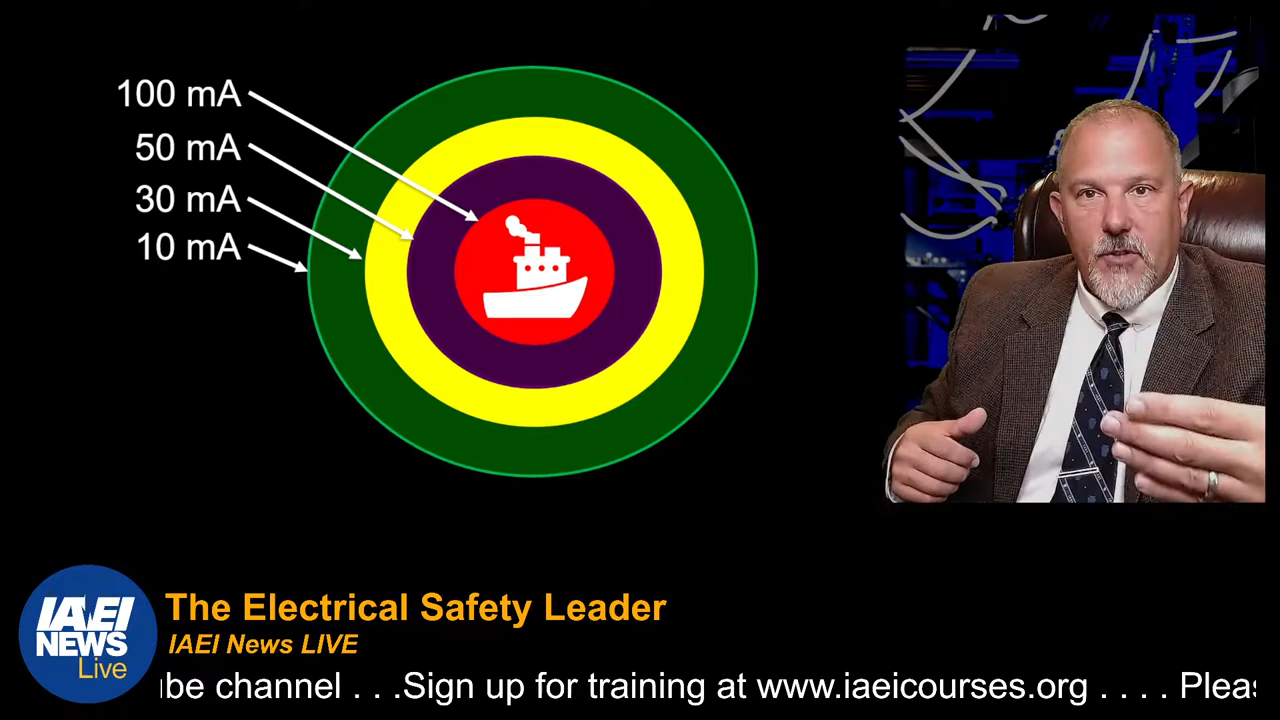 100 mA
50 mA
30 mA
10 mA
IAEI
NEWS
Live
The Electrical Safety Leader
IAEI News LIVE
be channel . . .Sign up for training at www.iaeicourses.org . . . . Pleas